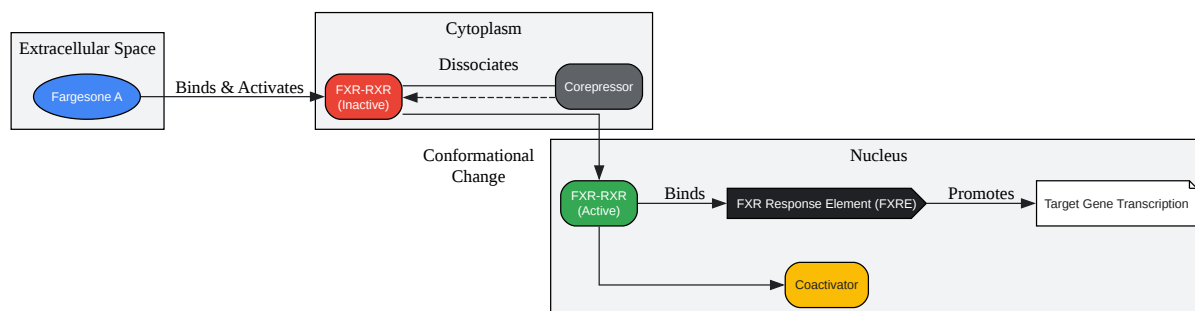 Extracellular Space
Fargesone A
Binds & Activates
Cytoplasm
Dissociates
FXR-RXR
(Inactive)
Corepressor
Conformational
Change
Nucleus
FXR-RXR
(Active)
Binds
FXR Response Element (FXRE)
Promotes
Target Gene Transcription
Coactivator